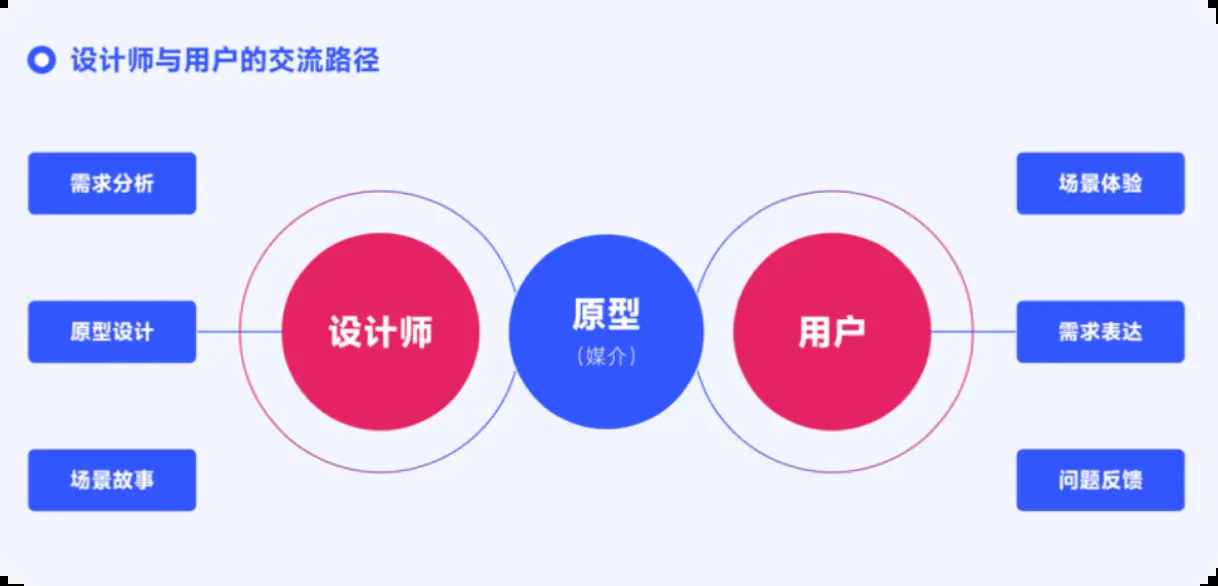 设计师与用户的交流路径
需求分析
场景体验
原型设计
设计师
原型
（媒介）
用户
需求表达
场景故事
问题反馈